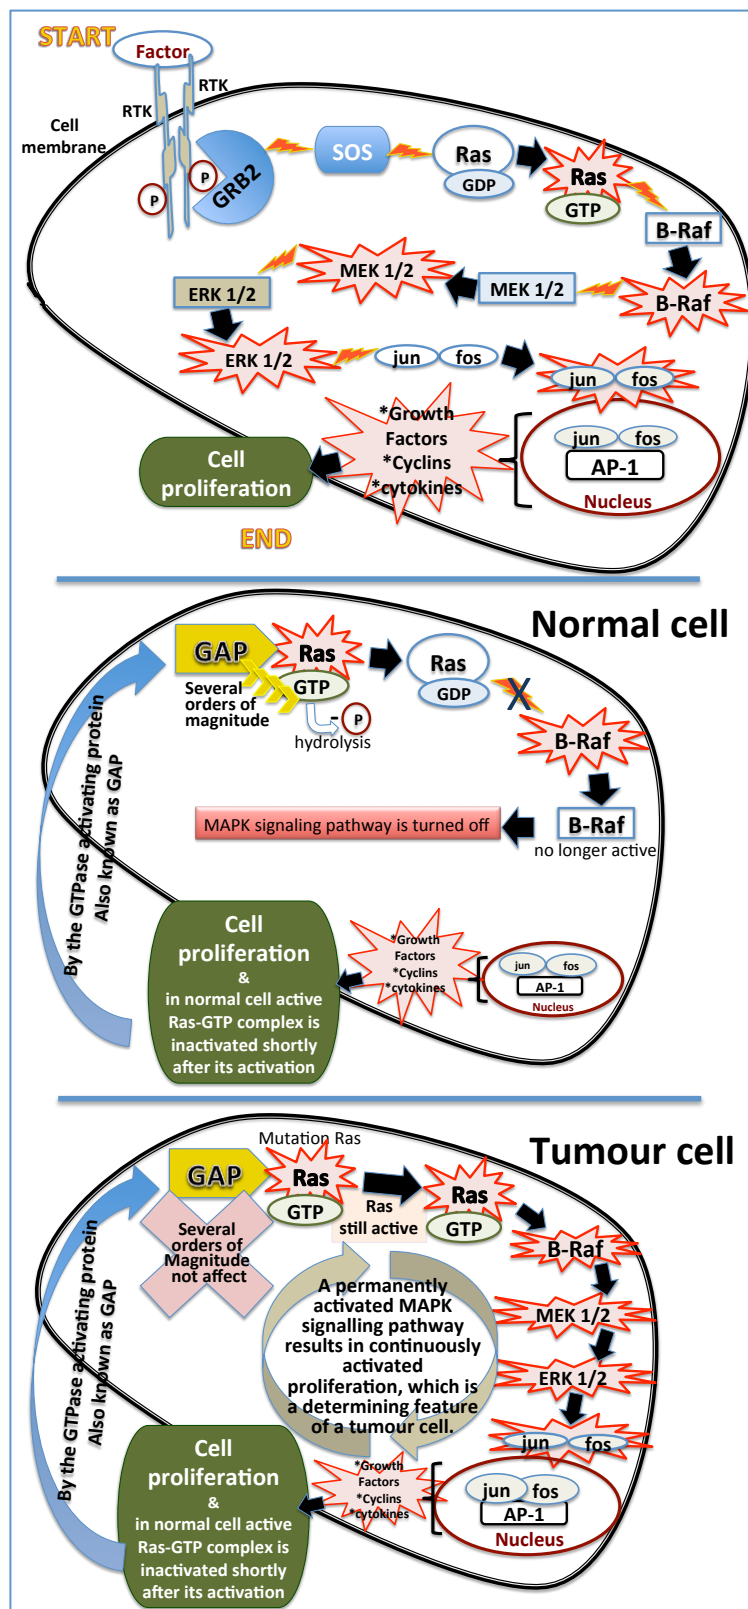 START
Factor
RTK
RTK
Cell
membrane
P
P
GRB2
SOS
Ras
GDP
Ras
GTP
B-Raf
B-Raf
MEK 1/2
MEK 1/2
ERK 1/2
ERK 1/2
jun
fos
jun
fos
*Growth
Factors
*Cyclins
*cytokines
jun
fos
AP-1
Nucleus
Cell
proliferation
END
Normal cell
GAP
Several
orders of
magnitude
Ras
GTP
- P
hydrolysis
Ras
GDP
X
B-Raf
B-Raf
no longer active
MAPK signaling pathway is turned off
By the GTPase activating protein
Also known as GAP
Cell
proliferation
&
in normal cell active
Ras-GTP complex is
inactivated shortly
after its activation
*Growth
Factors
*Cyclins
*cytokines
jun
fos
AP-1
Nucleus
Tumour cell
Mutation Ras
GAP
Several
orders of
Magnitude
not affect
Ras
GTP
Ras
still active
Ras
GTP
B-Raf
MEK 1/2
ERK 1/2
jun
fos
A permanently
activated MAPK
signalling pathway
results in continuously
activated
proliferation, which is
a determining feature
of a tumour cell.
By the GTPase activating protein
Also known as GAP
Cell
proliferation
&
in normal cell active
Ras-GTP complex is
inactivated shortly
after its activation
*Growth
Factors
*Cyclins
*cytokines
jun
fos
AP-1
Nucleus